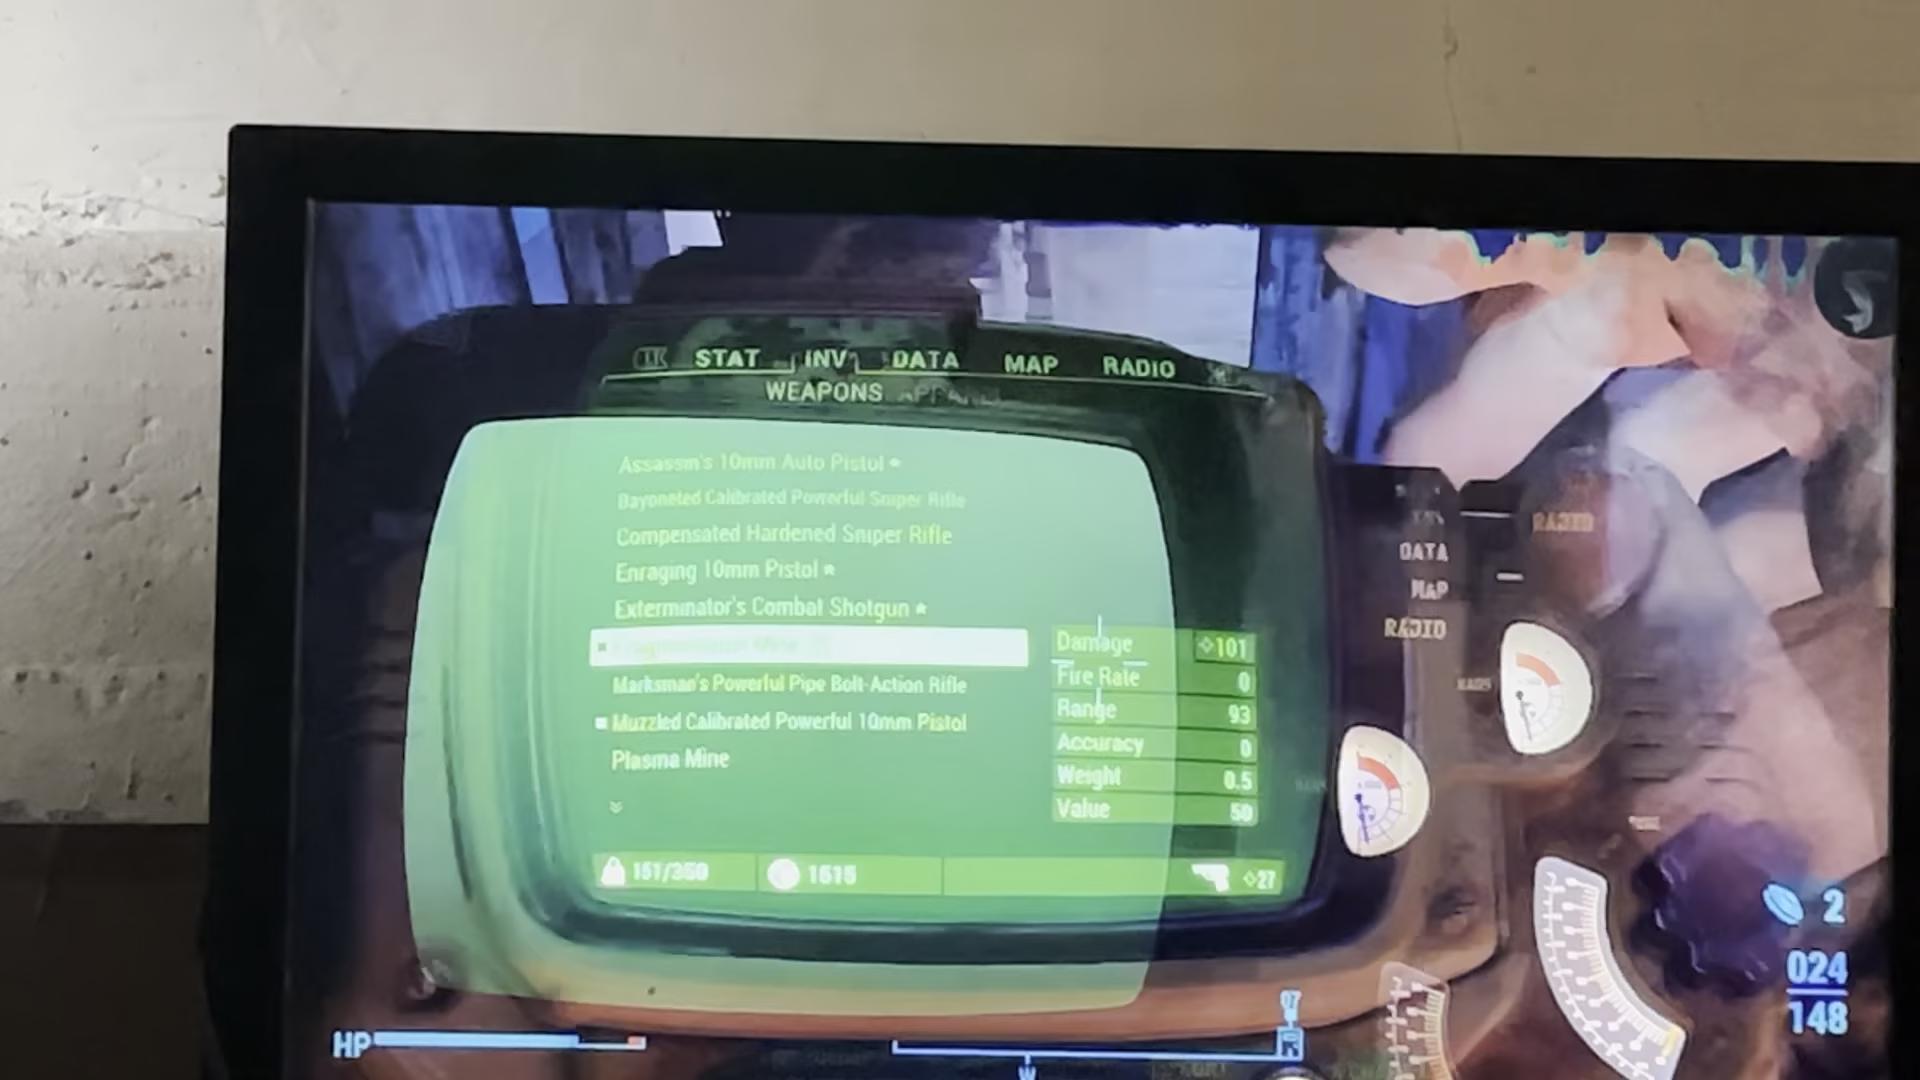 STAT INV DATA MAP RADIO
WEAPONS APPAREL
Assassin's 10mm Auto Pistol
Bayoneted Calibrated Powerful Sniper Rifle
Compensated Hardened Sniper Rifle
Enraging 10mm Pistol
Exterminator's Combat Shotgun
Mine
Marksman's Powerful Pipe Bolt-Action Rifle
Muzzled Calibrated Powerful 10mm Pistol
Plasma Mine
Damage 101
Fire Rate 0
Range 93
Accuracy 0
Weight 0.5
Value 50
151/350 1615 27
DATA
MAP
RADIO
RADIO
2
024
148
HP
W